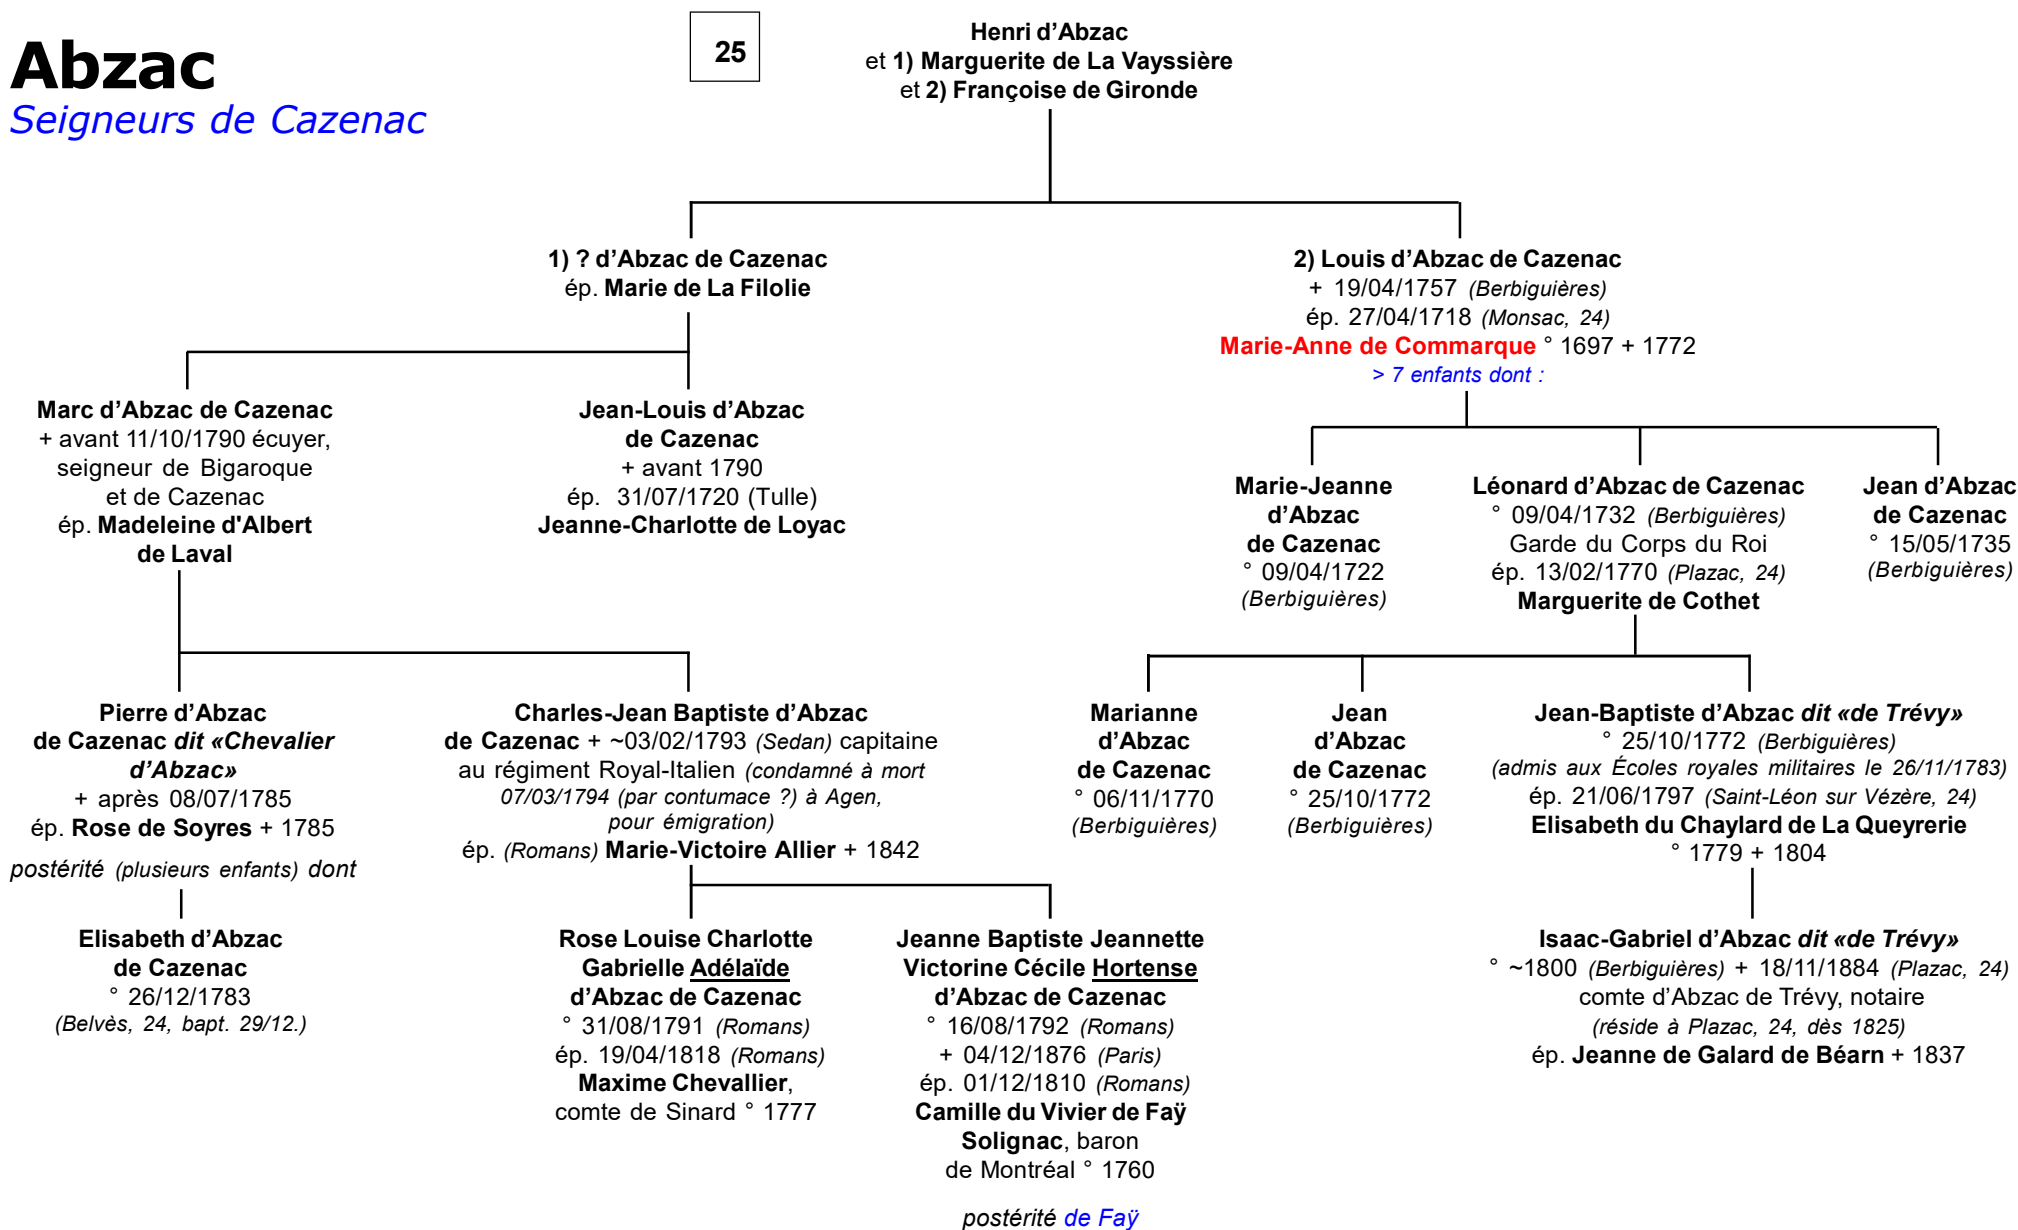 Abzac
Seigneurs de Cazenac
25
Henri d’Abzac
et 1) Marguerite de La Vayssière
et 2) Françoise de Gironde
1) ? d’Abzac de Cazenac
ép. Marie de La Filolie
2) Louis d’Abzac de Cazenac
+ 19/04/1757 (Berbiguières)
ép. 27/04/1718 (Monsac, 24)
Marie-Anne de Commarque ° 1697 + 1772
> 7 enfants dont :
Marc d’Abzac de Cazenac
+ avant 11/10/1790 écuyer,
seigneur de Bigaroque
et de Cazenac
ép. Madeleine d'Albert
de Laval
Jean-Louis d’Abzac
de Cazenac
+ avant 1790
ép. 31/07/1720 (Tulle)
Jeanne-Charlotte de Loyac
Marie-Jeanne
d’Abzac
de Cazenac
° 09/04/1722
(Berbiguières)
Léonard d’Abzac de Cazenac
° 09/04/1732 (Berbiguières)
Garde du Corps du Roi
ép. 13/02/1770 (Plazac, 24)
Marguerite de Cothet
Jean d’Abzac
de Cazenac
° 15/05/1735
(Berbiguières)
Pierre d’Abzac
de Cazenac dit «Chevalier
d’Abzac»
+ après 08/07/1785
ép. Rose de Soyres + 1785
postérité (plusieurs enfants) dont
Charles-Jean Baptiste d’Abzac
de Cazenac + ~03/02/1793 (Sedan) capitaine
au régiment Royal-Italien (condamné à mort
07/03/1794 (par contumace ?) à Agen,
pour émigration)
ép. (Romans) Marie-Victoire Allier + 1842
Marianne
d’Abzac
de Cazenac
° 06/11/1770
(Berbiguières)
Jean
d’Abzac
de Cazenac
° 25/10/1772
(Berbiguières)
Jean-Baptiste d’Abzac dit «de Trévy»
° 25/10/1772 (Berbiguières)
(admis aux Écoles royales militaires le 26/11/1783)
ép. 21/06/1797 (Saint-Léon sur Vézère, 24)
Elisabeth du Chaylard de La Queyrerie
° 1779 + 1804
Elisabeth d’Abzac
de Cazenac
° 26/12/1783
(Belvès, 24, bapt. 29/12.)
Rose Louise Charlotte
Gabrielle Adélaïde
d’Abzac de Cazenac
° 31/08/1791 (Romans)
ép. 19/04/1818 (Romans)
Maxime Chevallier,
comte de Sinard ° 1777
Jeanne Baptiste Jeannette
Victorine Cécile Hortense
d’Abzac de Cazenac
° 16/08/1792 (Romans)
+ 04/12/1876 (Paris)
ép. 01/12/1810 (Romans)
Camille du Vivier de Faÿ
Solignac, baron
de Montréal ° 1760
postérité de Faÿ
Isaac-Gabriel d’Abzac dit «de Trévy»
° ~1800 (Berbiguières) + 18/11/1884 (Plazac, 24)
comte d’Abzac de Trévy, notaire
(réside à Plazac, 24, dès 1825)
ép. Jeanne de Galard de Béarn + 1837